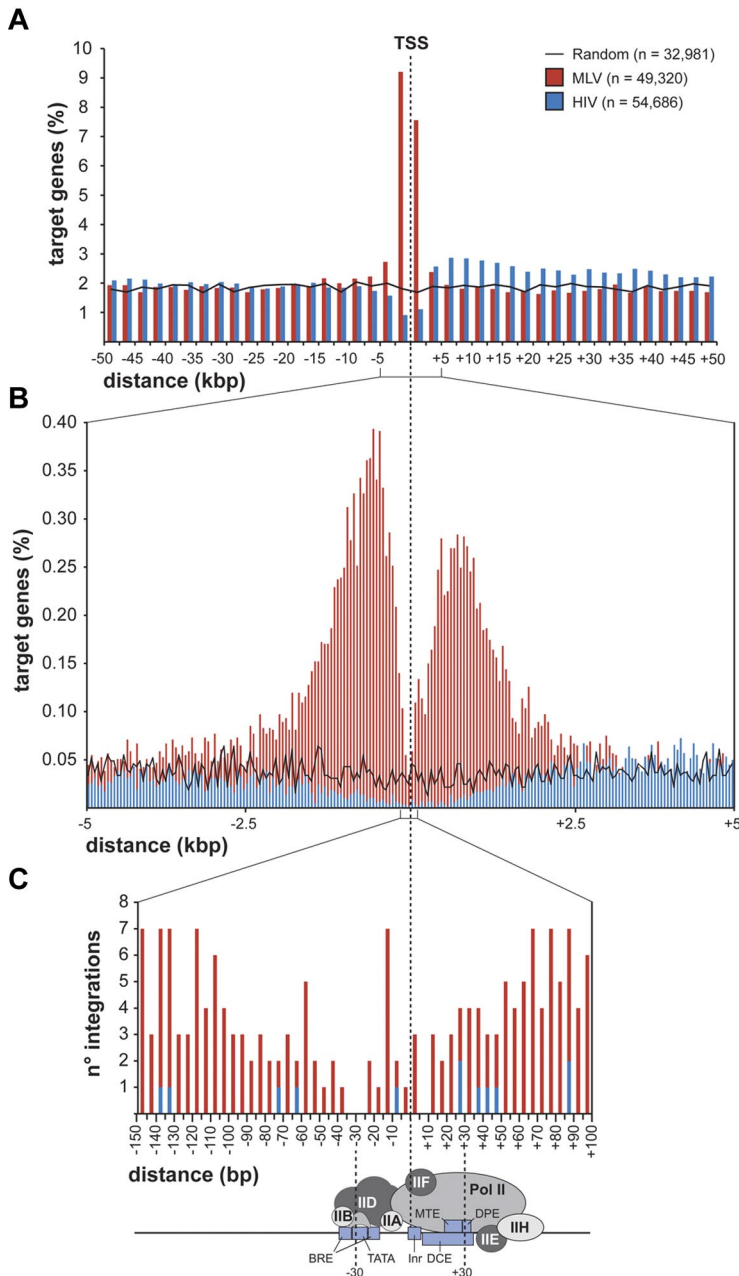 A
TSS
10
9
8
7
6
5
4
3
2
1
target genes (%)
Random (n = 32,981)
MLV (n = 49,320)
HIV (n = 54,686)
-50 -45 -40 -35 -30 -25 -20 -15 -10 -5 +5 +10 +15 +20 +25 +30 +35 +40 +45 +50
distance (kbp)
B
0.40
0.35
0.30
0.25
0.20
0.15
0.10
0.05
target genes (%)
-5 -2.5 +2.5 +5
distance (kbp)
C
8
7
6
5
4
3
2
1
n° integrations
-150 -140 -130 -120 -110 -100 -90 -80 -70 -60 -50 -40 -30 -20 -10 +10 +20 +30 +40 +50 +60 +70 +80 +90 +100
distance (bp)
IIF
IID
Pol II
IIB
IIA
MTE
DPE
IIH
IIE
BRE
TATA
Inr
DCE
-30
+30